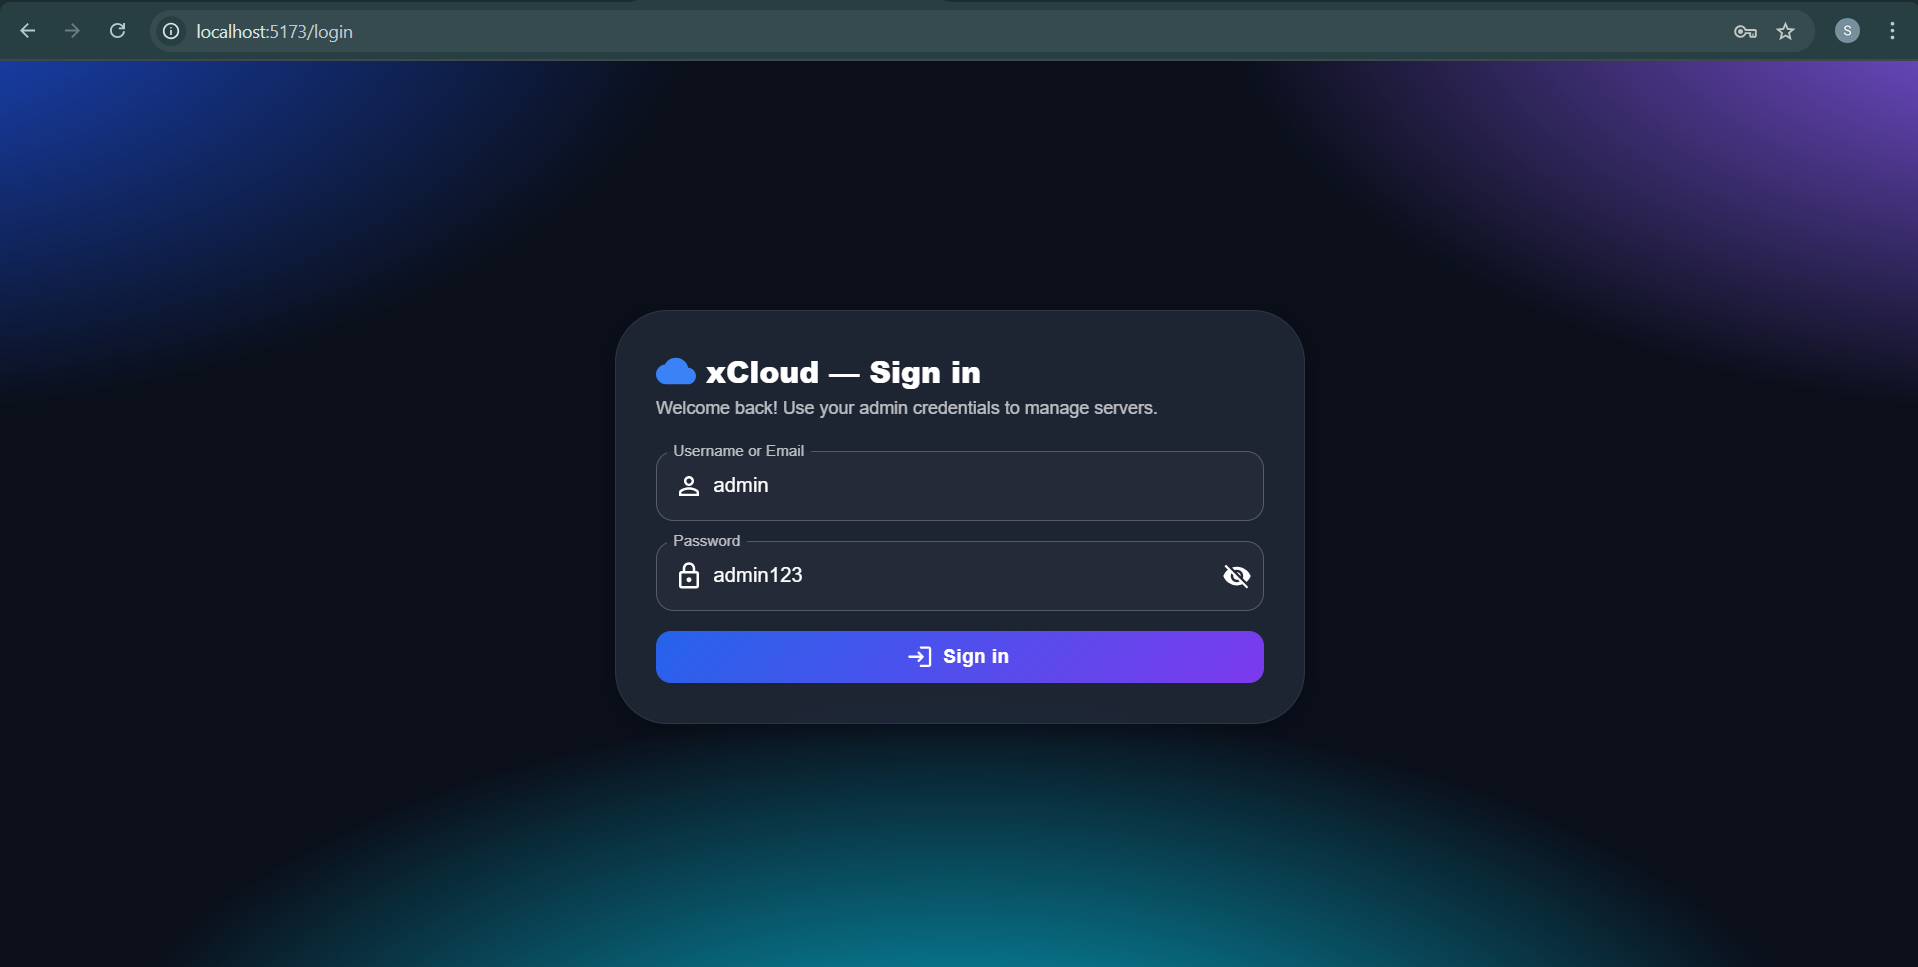 localhost:5173/login
S
xCloud — Sign in
Welcome back! Use your admin credentials to manage servers.
Username or Email
admin
Password
admin123
Sign in